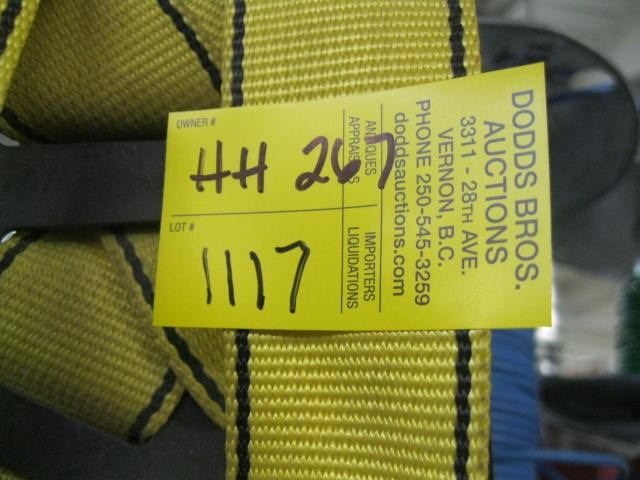 OWNER #
HH 267
LOT #
1117
DODDS BROS.
AUCTIONS
3311 - 28TH AVE.
VERNON, B.C.
PHONE 250-545-3259
doddsauctions.com
ANTIQUES
APPRAISALS
IMPORTERS
LIQUIDATIONS